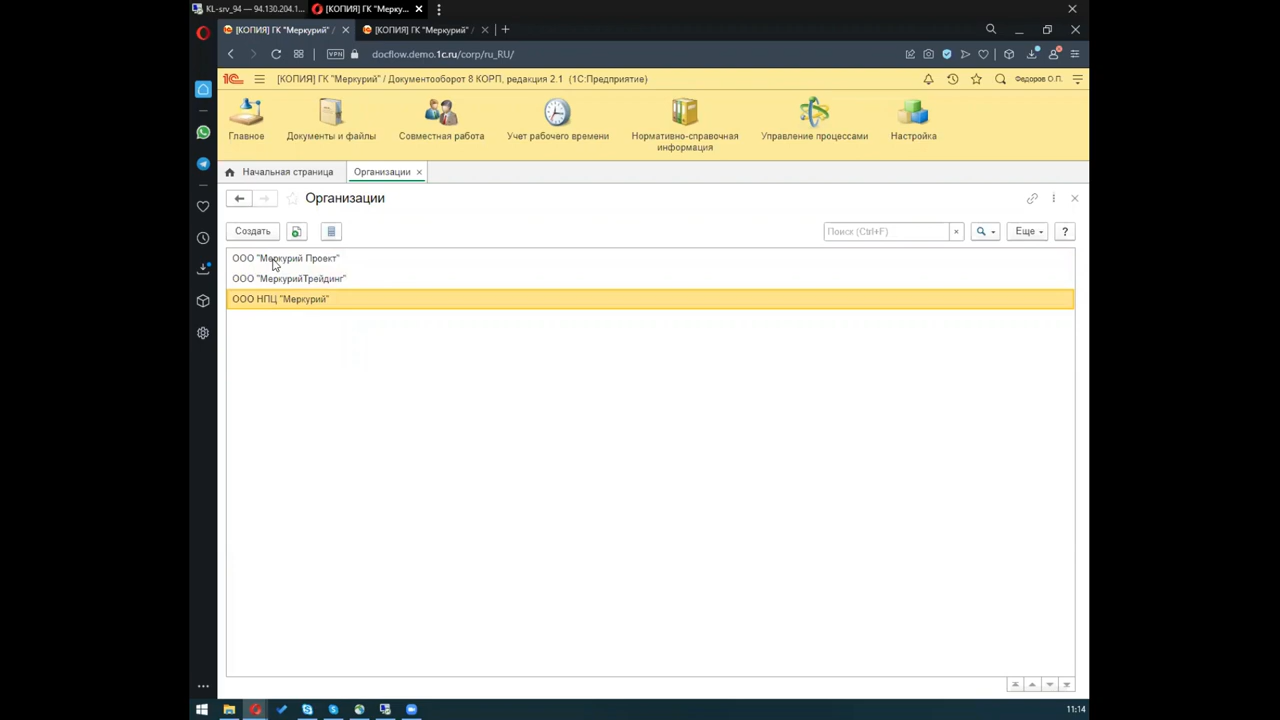 KL-srv_94 — 94.130.204.1...
[КОПИЯ] ГК "Мерку...
[КОПИЯ] ГК "Меркурий" /
[КОПИЯ] ГК "Меркурий" /
VPN
docflow.demo.1c.ru/corp/ru_RU/
[КОПИЯ] ГК "Меркурий" / Документооборот 8 КОРП, редакция 2.1 (1С:Предприятие)
Федоров О.П.
Главное
Документы и файлы
Совместная работа
Учет рабочего времени
Нормативно-справочная
информация
Управление процессами
Настройка
Начальная страница
Организации
Организации
Создать
Поиск (Ctrl+F)
Еще
?
ООО "Меркурий Проект"
ООО "МеркурийТрейдинг"
ООО НПЦ "Меркурий"
11:14